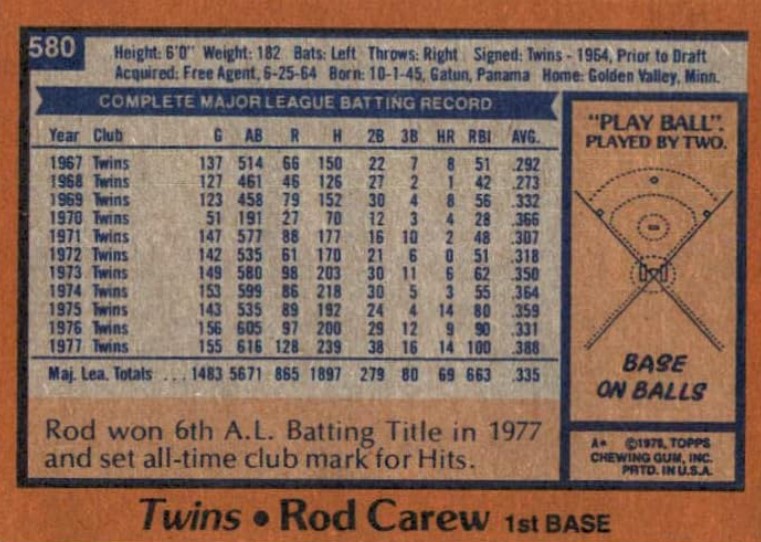 580
Height: 6'0" Weight: 182 Bats: Left Throws: Right Signed: Twins - 1964, Prior to Draft
Acquired: Free Agent, 6-25-64 Born: 10-1-45, Gatun, Panama Home: Golden Valley, Minn.
COMPLETE MAJOR LEAGUE BATTING RECORD
Year Club G AB R H 2B 3B HR RBI AVG.
1967 Twins 137 514 66 150 22 7 8 51 .292
1968 Twins 127 461 46 126 27 2 1 42 .273
1969 Twins 123 458 79 152 30 4 8 56 .332
1970 Twins 51 191 27 70 12 3 4 28 .366
1971 Twins 147 577 88 177 16 10 2 48 .307
1972 Twins 142 535 61 170 21 6 0 51 .318
1973 Twins 149 580 98 203 30 11 6 62 .350
1974 Twins 153 599 86 218 30 5 3 55 .364
1975 Twins 143 535 89 192 24 4 14 80 .359
1976 Twins 156 605 97 200 29 12 9 90 .331
1977 Twins 155 616 128 239 38 16 14 100 .388
Maj. Lea. Totals ... 1483 5671 865 1897 279 80 69 663 .335
Rod won 6th A.L. Batting Title in 1977
and set all-time club mark for Hits.
"PLAY BALL".
PLAYED BY TWO.
BASE
ON BALLS
A* ©1978, TOPPS
CHEWING GUM, INC.
PRTD. IN U.S.A.
Twins • Rod Carew 1st BASE